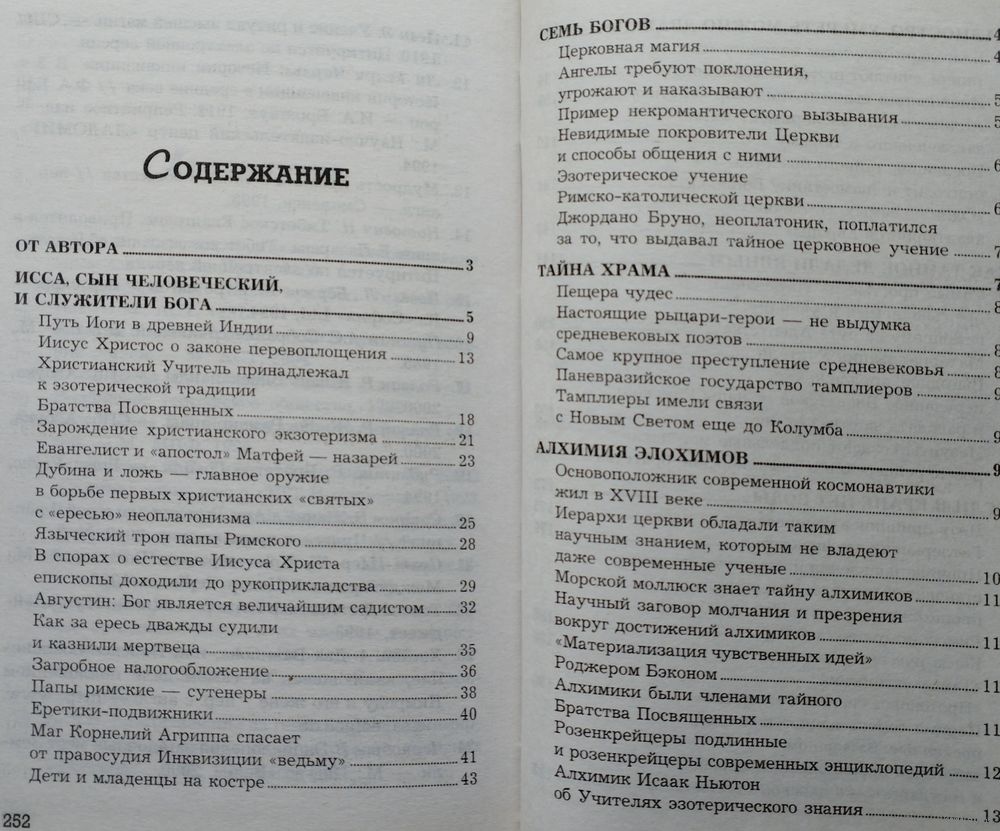 СОДЕРЖАНИЕ
ОТ АВТОРА 3
ИССА, СЫН ЧЕЛОВЕЧЕСКИЙ,
И СЛУЖИТЕЛИ БОГА 5
Путь Йоги в древней Индии 9
Иисус Христос о законе перевоплощения 13
Христианский Учитель принадлежал
к эзотерической традиции
Братства Посвященных 18
Зарождение христианского экзотеризма 21
Евангелист и «апостол» Матфей — назарей 23
Дубина и ложь — главное оружие
в борьбе первых христианских «святых»
с «ересью» неоплатонизма 25
Языческий трон папы Римского 28
В спорах о естестве Иисуса Христа
епископы доходили до рукоприкладства 29
Августин: Бог является величайшим садистом 32
Как за ересь дважды судили
и казнили мертвеца 35
Загробное налогообложение 36
Папы римские — сутенеры 38
Еретики-подвижники 40
Маг Корнелий Агриппа спасает
от правосудия Инквизиции «ведьму» 41
Дети и младенцы на костре 43
252
СЕМЬ БОГОВ 4
Церковная магия 4
Ангелы требуют поклонения,
угрожают и наказывают 5
Пример некромантического вызывания 5
Невидимые покровители Церкви
и способы общения с ними 6
Эзотерическое учение
Римско-католической церкви 6
Джордано Бруно, неоплатоник, поплатился
за то, что выдавал тайное церковное учение 7
ТАЙНА ХРАМА 7
Пещера чудес 8
Настоящие рыцари-герои — не выдумка
средневековых поэтов 8
Самое крупное преступление средневековья 8
Паневразийское государство тамплиеров 9
Тамплиеры имели связи
с Новым Светом еще до Колумба 9
АЛХИМИЯ ЭЛОХИМОВ 9
Основоположник современной космонавтики
жил в XVIII веке 9
Иерархи церкви обладали таким
научным знанием, которым не владеют
даже современные ученые 10
Морской моллюск знает тайну алхимиков 11
Научный заговор молчания и презрения
вокруг достижений алхимиков 11
«Материализация чувственных идей»
Роджером Бэконом 11
Алхимики были членами тайного
Братства Посвященных 11
Розенкрейцеры подлинные
и розенкрейцеры современных энциклопедий 12
Алхимик Исаак Ньютон
об Учителях эзотерического знания 13